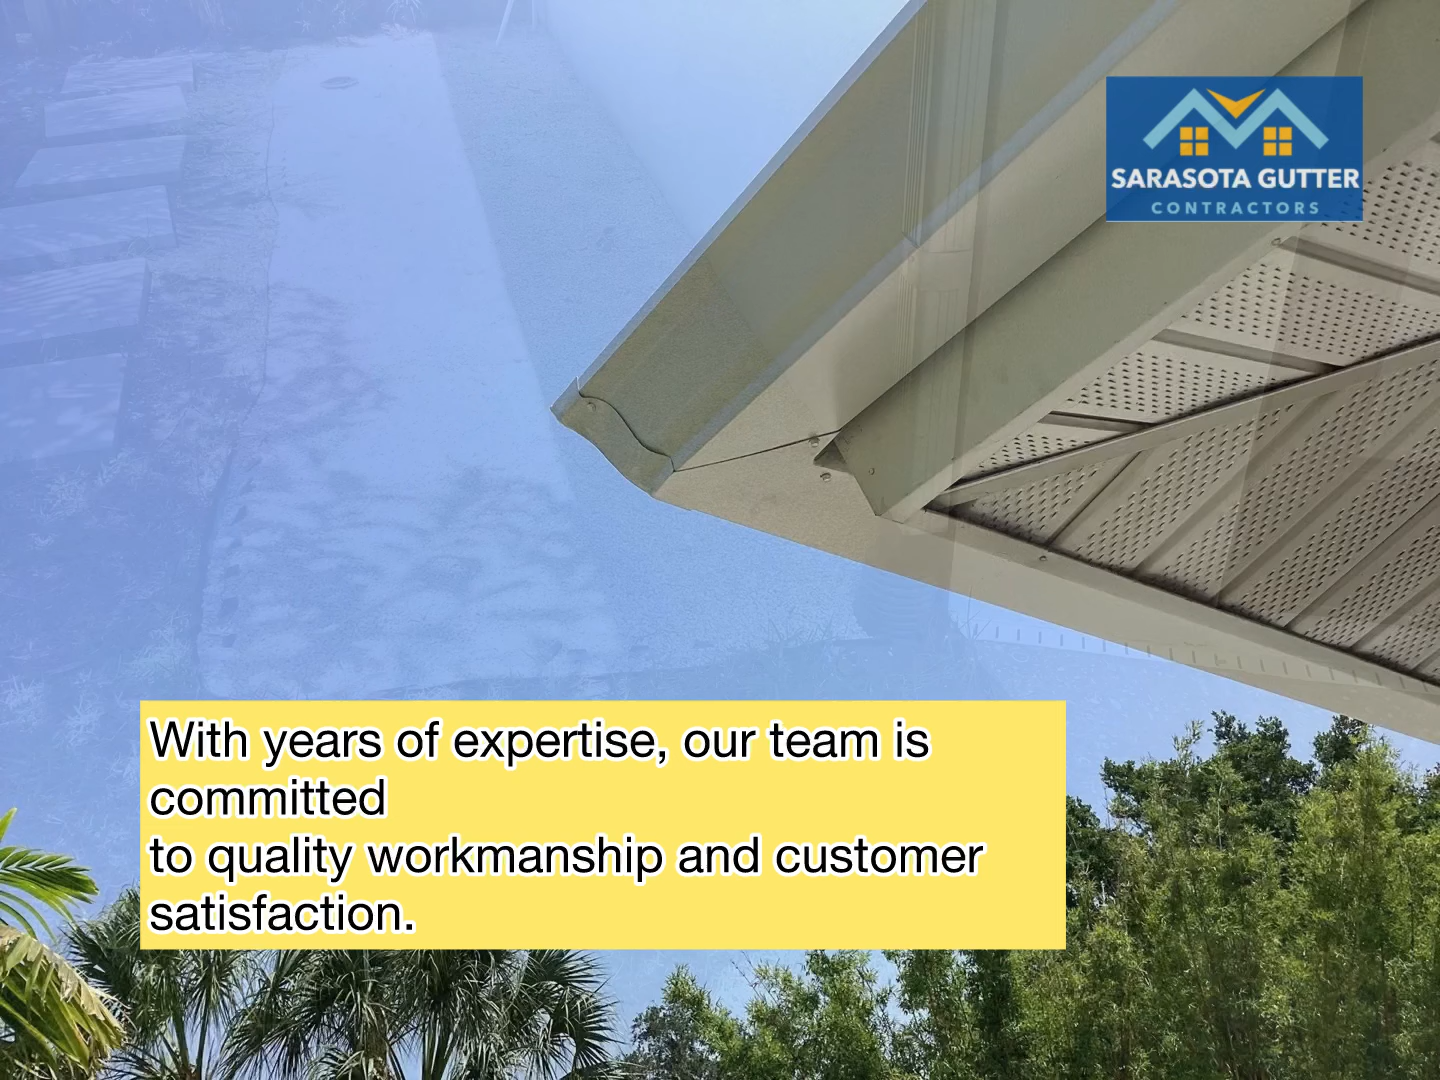 SARASOTA GUTTER
CONTRACTORS
With years of expertise, our team is
committed
to quality workmanship and customer
satisfaction.